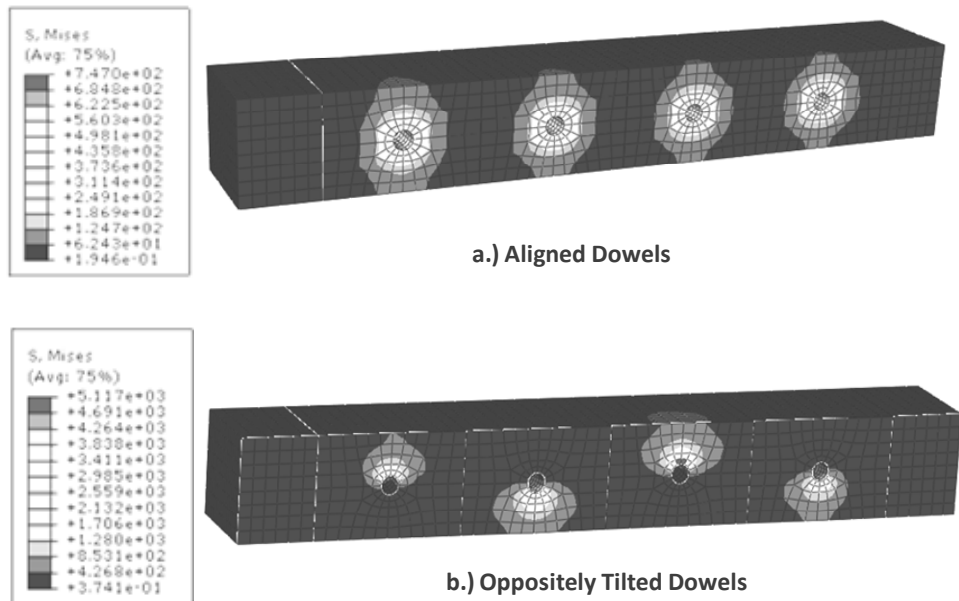 S, Mises
(Avg: 75%)
+7.470e+02
+6.848e+02
+6.225e+02
+5.603e+02
+4.981e+02
+4.358e+02
+3.736e+02
+3.114e+02
+2.491e+02
+1.869e+02
+1.247e+02
+6.243e+01
+1.946e-01
a.) Aligned Dowels
S, Mises
(Avg: 75%)
+5.117e+03
+4.691e+03
+4.264e+03
+3.838e+03
+3.411e+03
+2.985e+03
+2.559e+03
+2.132e+03
+1.706e+03
+1.280e+03
+8.531e+02
+4.268e+02
+3.741e-01
b.) Oppositely Tilted Dowels